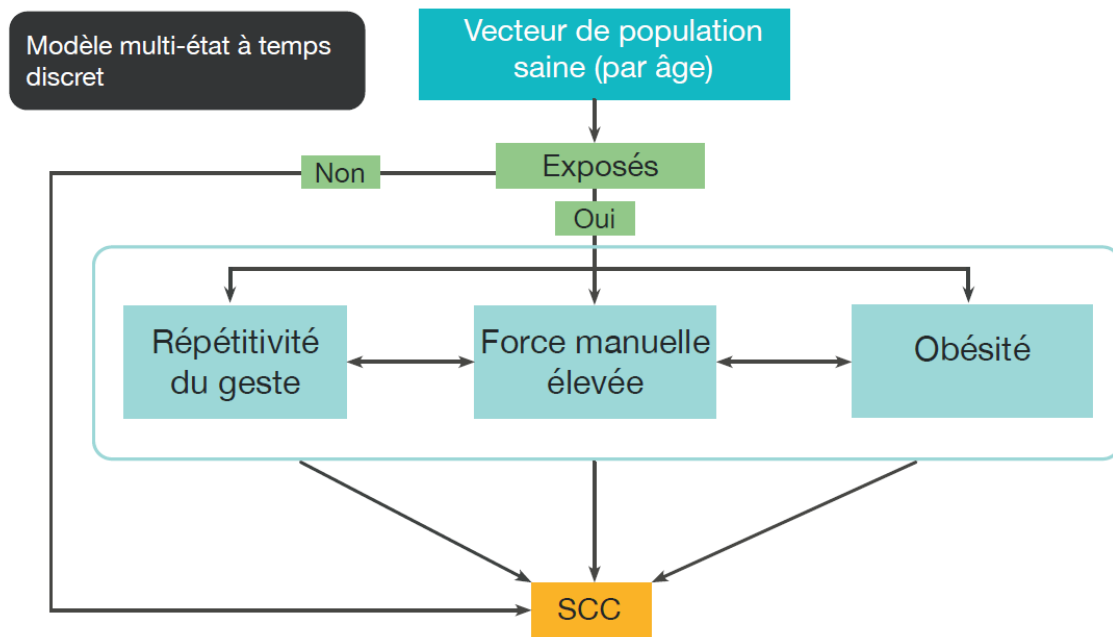 Modèle multi-état à temps
discret
Vecteur de population
saine (par âge)
Exposés
Non
Oui
Répétitivité
du geste
Force manuelle
élevée
Obésité
SCC